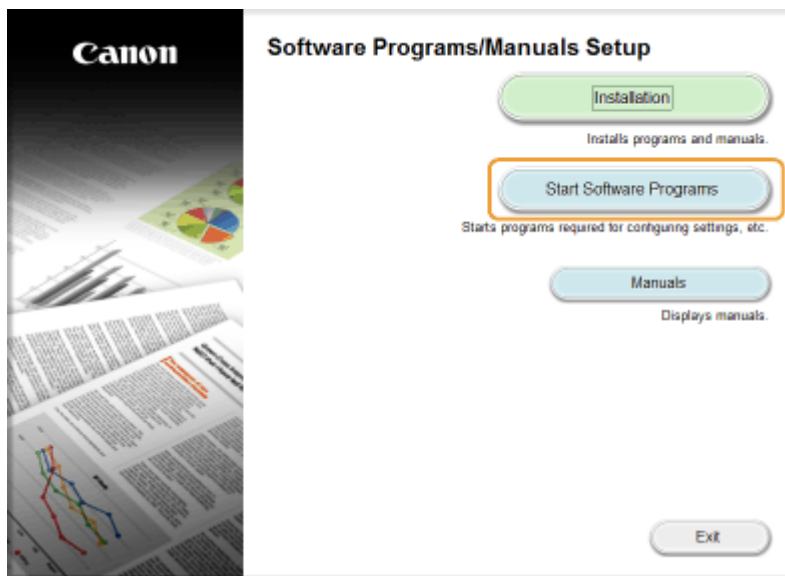 Canon
Software Programs/Manuals Setup
Installation
Installs programs and manuals.
Start Software Programs
Starts programs required for configuring settings, etc.
Manuals
Displays manuals.
Exit